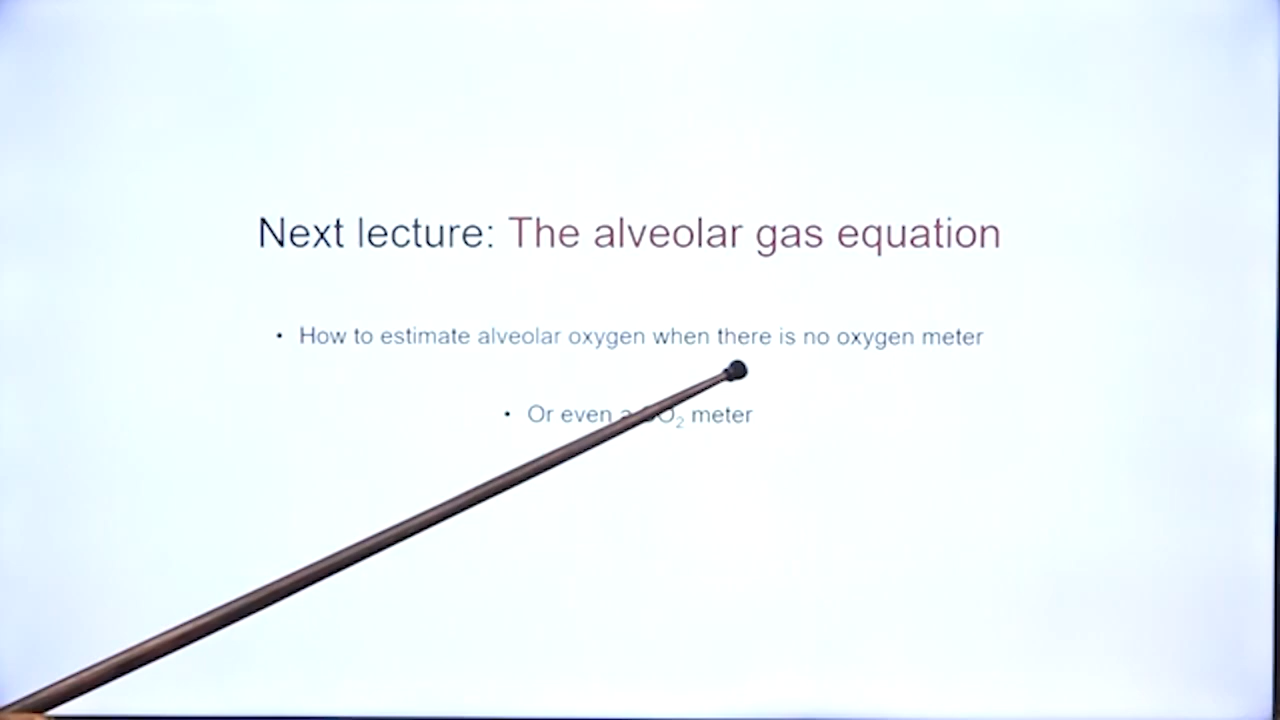 Next lecture: The alveolar gas equation
• How to estimate alveolar oxygen when there is no oxygen meter
• Or even a CO₂ meter